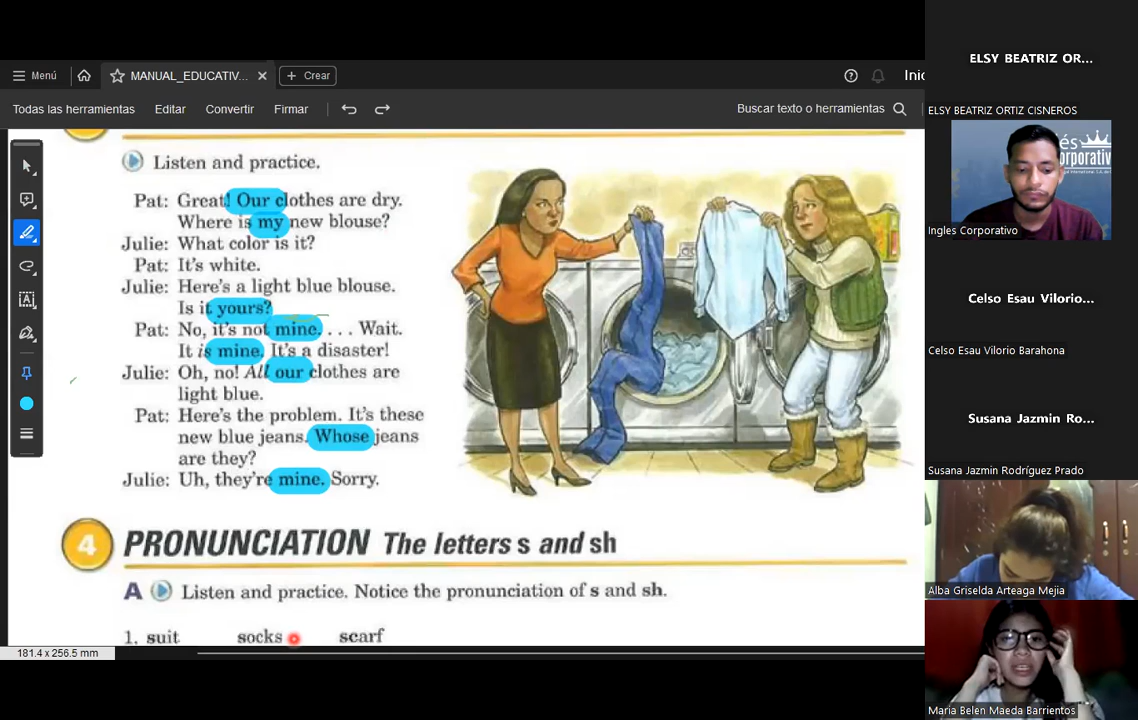 ELSY BEATRIZ OR...
Menú
MANUAL_EDUCATIV...
Crear
Inic
ELSY BEATRIZ ORTIZ CISNEROS
Todas las herramientas
Editar
Convertir
Firmar
Buscar texto o herramientas
Listen and practice.
Pat: Great! Our clothes are dry.
Where is my new blouse?
Julie: What color is it?
Pat: It's white.
Julie: Here's a light blue blouse.
Is it yours?
Pat: No, it's not mine. . . . Wait.
It is mine. It's a disaster!
Julie: Oh, no! All our clothes are
light blue.
Pat: Here's the problem. It's these
new blue jeans. Whose jeans
are they?
Julie: Uh, they're mine. Sorry.
4 PRONUNCIATION The letters s and sh
A Listen and practice. Notice the pronunciation of s and sh.
1. suit socks scarf
181.4 x 256.5 mm
és
orporativ
Ingles Corporativo
Celso Esau Vilorio...
Celso Esau Vilorio Barahona
Susana Jazmin Ro...
Susana Jazmin Rodríguez Prado
Alba Griselda Arteaga Mejia
Maria Belen Maeda Barrientos